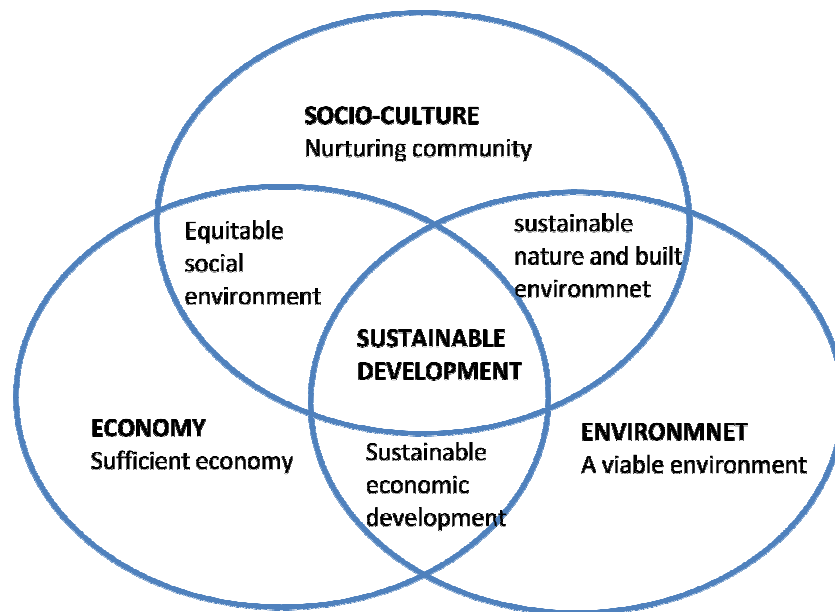 SOCIO-CULTURE
Nurturing community
Equitable
social
environment
sustainable
nature and built
environmnet
SUSTAINABLE
DEVELOPMENT
ECONOMY
Sufficient economy
Sustainable
economic
development
ENVIRONMNET
A viable environment